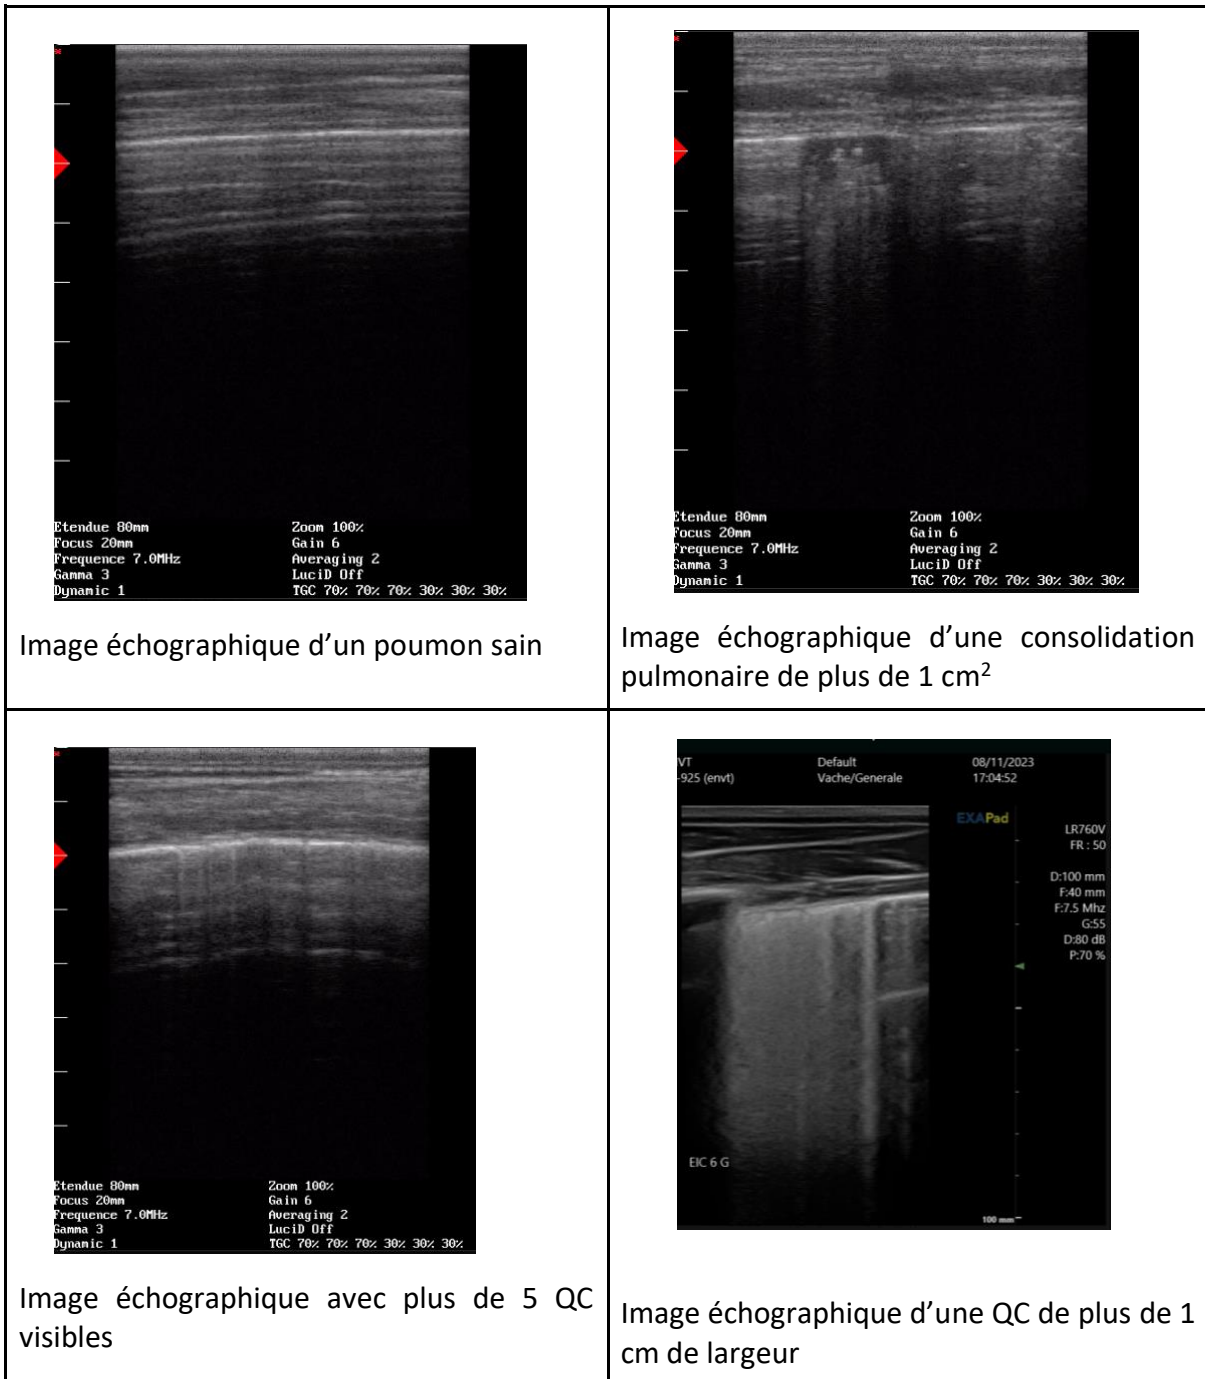 Etendue 80mm
Focus 20mm
Frequence 7.0MHz
Gamma 3
Dynamic 1
Zoom 100%
Gain 6
Averaging 2
LuciD Off
TGC 70% 70% 70% 30% 30% 30%
Image échographique d’un poumon sain
Etendue 80mm
Focus 20mm
Frequence 7.0MHz
Gamma 3
Dynamic 1
Zoom 100%
Gain 6
Averaging 2
LuciD Off
TGC 70% 70% 70% 30% 30% 30%
Image échographique d’une consolidation
pulmonaire de plus de 1 cm²
Etendue 80mm
Focus 20mm
Frequence 7.0MHz
Gamma 3
Dynamic 1
Zoom 100%
Gain 6
Averaging 2
LuciD Off
TGC 70% 70% 70% 30% 30% 30%
Image échographique avec plus de 5 QC
visibles
VT
-925 (envt)
Default
Vache/Generale
08/11/2023
17:04:52
EXAPad
LR760V
FR : 50
D:100 mm
F:40 mm
F:7.5 Mhz
G:55
D:80 dB
P:70 %
EIC 6 G
100 mm
Image échographique d’une QC de plus de 1
cm de largeur